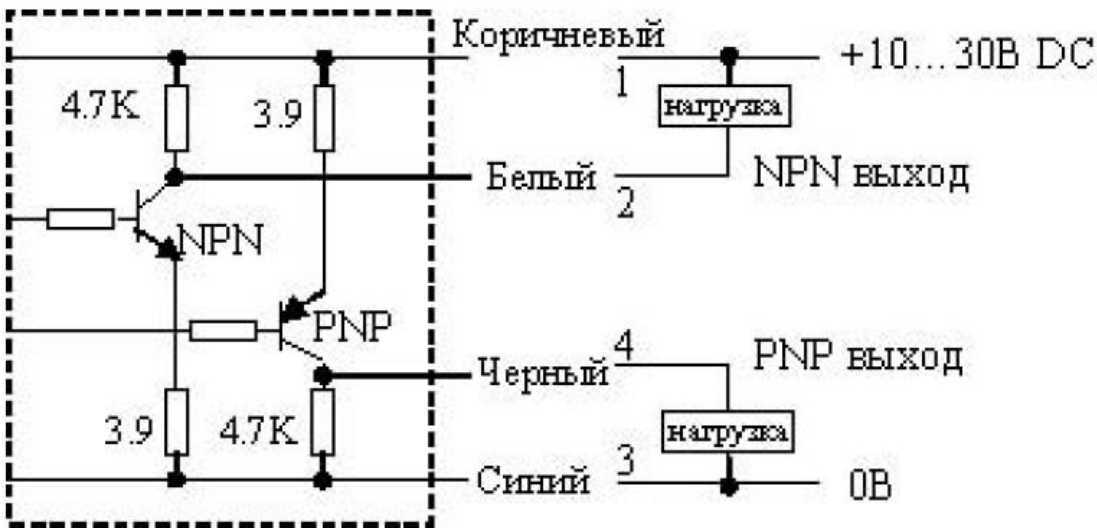 Коричневый
1
+10...30В DC
4.7K
3.9
нагрузка
Белый
2
NPN выход
NPN
PNP
4
PNP выход
Черный
3.9
4.7K
нагрузка
Синий
3
0В